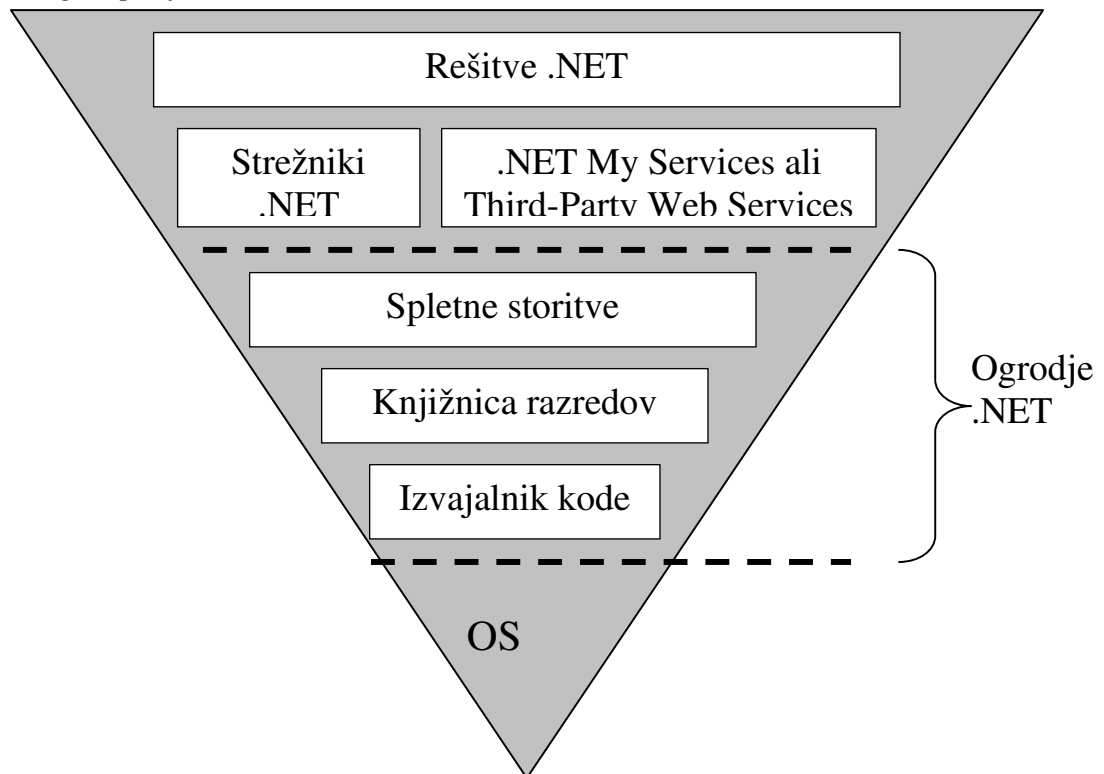 Rešitve .NET
Strežniki
.NET
.NET My Services ali
Third-Party Web Services
Spletne storitve
Knjižnica razredov
Izvajalnik kode
Ogrodje
.NET
OS